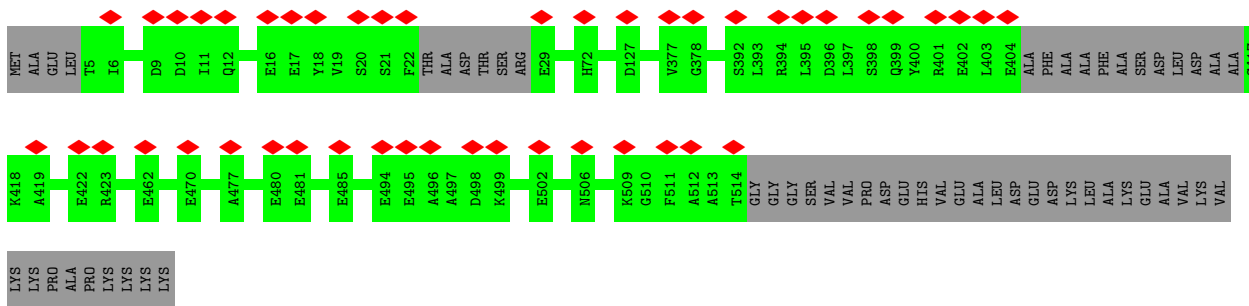 MET ALA GLU LEU T5 I6 D9 D10 I11 Q12 E16 E17 Y18 V19 S20 S21 F22 THR ALA ASP THR SER ARG E29 H72 D127 V377 G378 S392 L393 R394 L395 D396 L397 S398 Q399 Y400 R401 E402 L403 E404 ALA PHE ALA ALA PHE ALA SER ASP LEU ASP ALA ALA
K418 A419 E422 R423 E462 E470 A477 E480 E481 E485 E494 E495 A496 A497 D498 K499 E502 N506 K509 G510 F511 A512 A513 T514 GLY GLY GLY SER VAL VAL PRO ASP GLU HIS VAL GLU ALA LEU ASP GLU ASP LYS LEU ALA LYS GLU ALA VAL LYS VAL
LYS LYS PRO ALA PRO LYS LYS LYS LYS